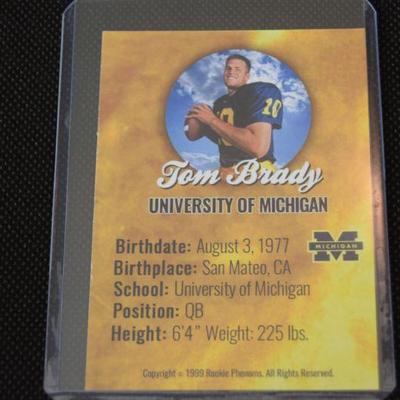 10
Tom Brady
UNIVERSITY OF MICHIGAN
Birthdate: August 3, 1977
MICHIGAN
Birthplace: San Mateo, CA
School: University of Michigan
Position: QB
Height: 6'4" Weight: 225 lbs.
Copyright © 1999 Rookie Phenoms. All Rights Reserved.